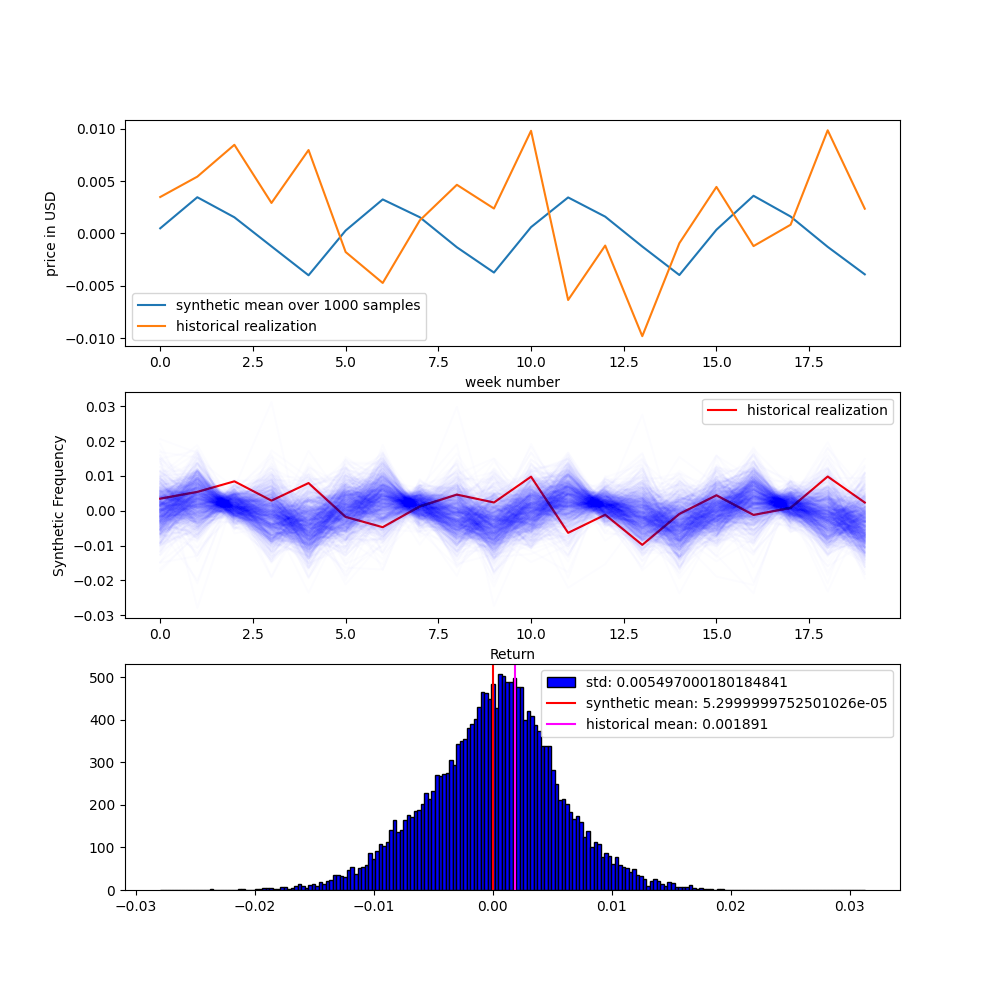 0.010
0.005
0.000
−0.005
−0.010
price in USD
synthetic mean over 1000 samples
historical realization
0.0 2.5 5.0 7.5 10.0 12.5 15.0 17.5
week number
0.03
0.02
0.01
0.00
−0.01
−0.02
−0.03
Synthetic Frequency
historical realization
0.0 2.5 5.0 7.5 10.0 12.5 15.0 17.5
Return
500
400
300
200
100
0
std: 0.005497000180184841
synthetic mean: 5.2999999752501026e-05
historical mean: 0.001891
−0.03 −0.02 −0.01 0.00 0.01 0.02 0.03